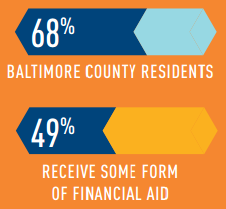 68%
BALTIMORE COUNTY RESIDENTS
49%
RECEIVE SOME FORM
OF FINANCIAL AID